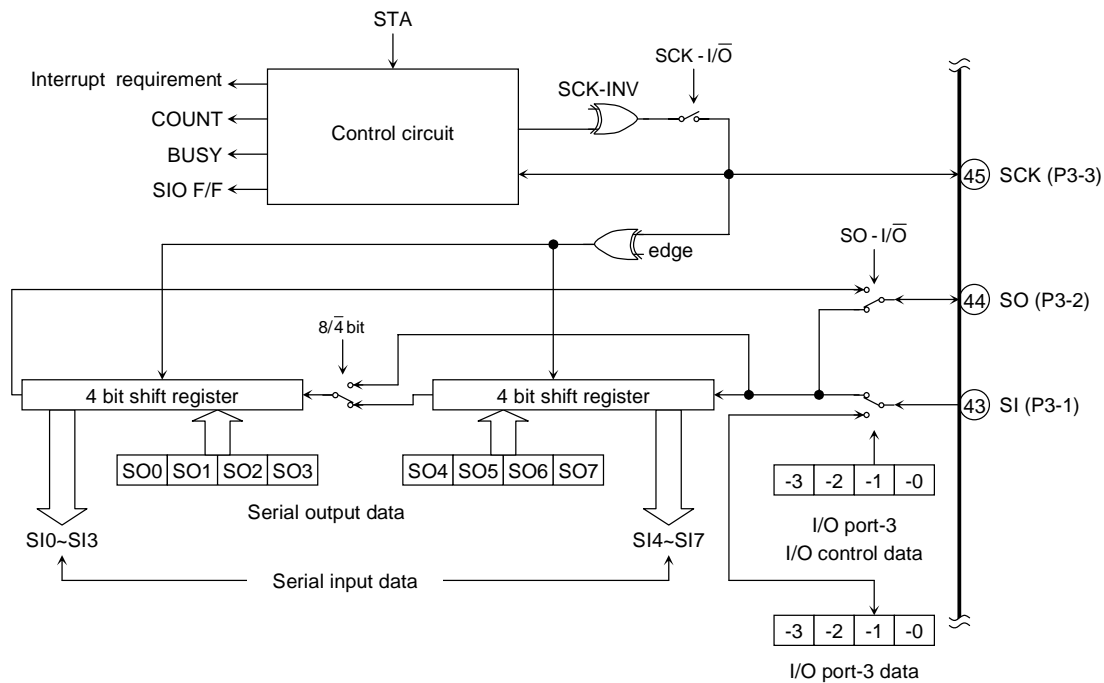 STA
SCK - I/O̅
Interrupt requirement
SCK-INV
COUNT
Control circuit
BUSY
SIO F/F
45 SCK (P3-3)
edge
SO - I/O̅
44 SO (P3-2)
8/4̅ bit
4 bit shift register
4 bit shift register
43 SI (P3-1)
SO0 SO1 SO2 SO3
SO4 SO5 SO6 SO7
-3 -2 -1 -0
Serial output data
I/O port-3
I/O control data
SI0~SI3
SI4~SI7
Serial input data
-3 -2 -1 -0
I/O port-3 data